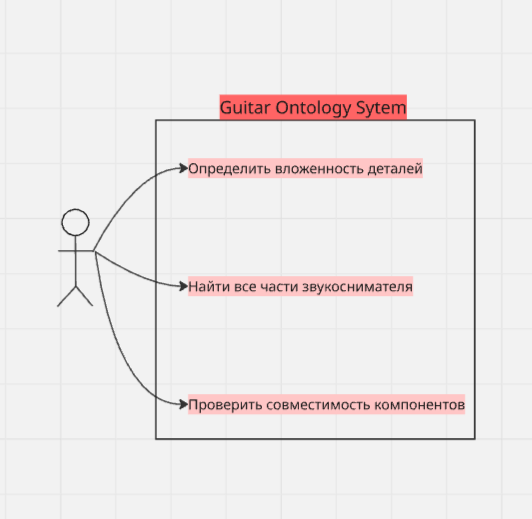 Guitar Ontology Sytem
Определить вложенность деталей
Найти все части звукоснимателя
Проверить совместимость компонентов